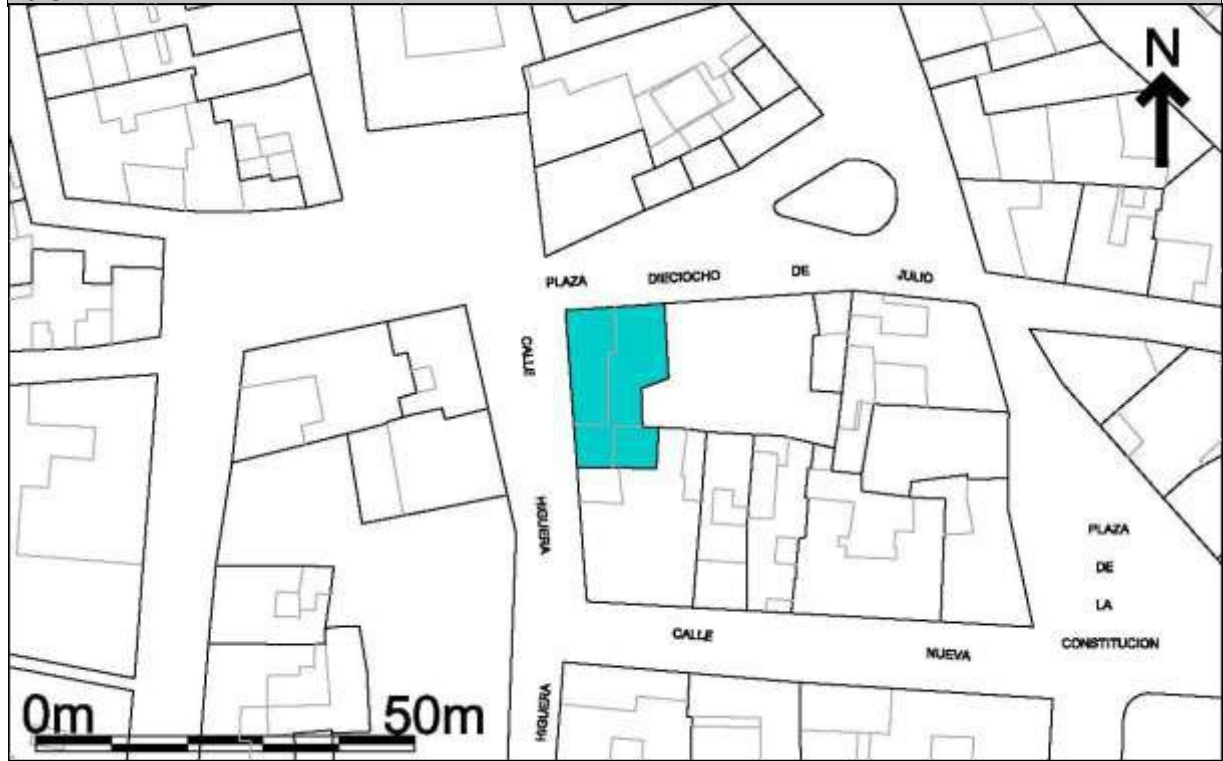 N
PLAZA DIECIOCHO DE JULIO
CALLE
HIGUERA
PLAZA
DE
LA
CONSTITUCION
CALLE NUEVA
HIGUERA
0m 50m